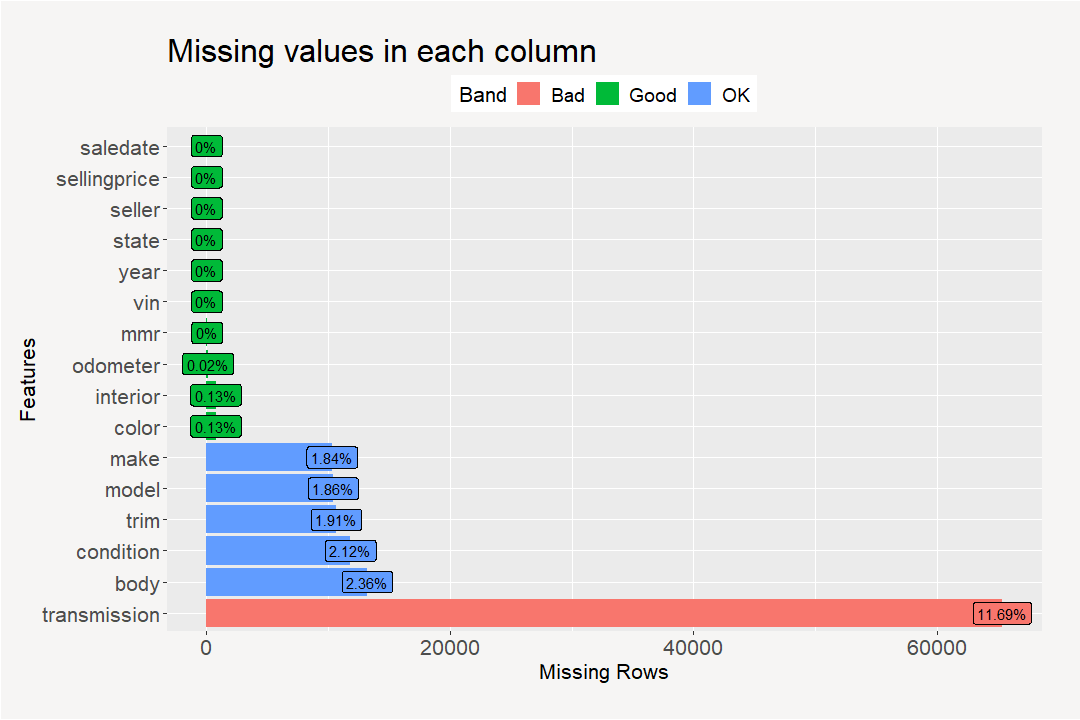 Missing values in each column
Band Bad Good OK
saledate 0%
sellingprice 0%
seller 0%
state 0%
year 0%
vin 0%
mmr 0%
odometer 0.02%
interior 0.13%
color 0.13%
make 1.84%
model 1.86%
trim 1.91%
condition 2.12%
body 2.36%
transmission 11.69%
Features
0 20000 40000 60000
Missing Rows